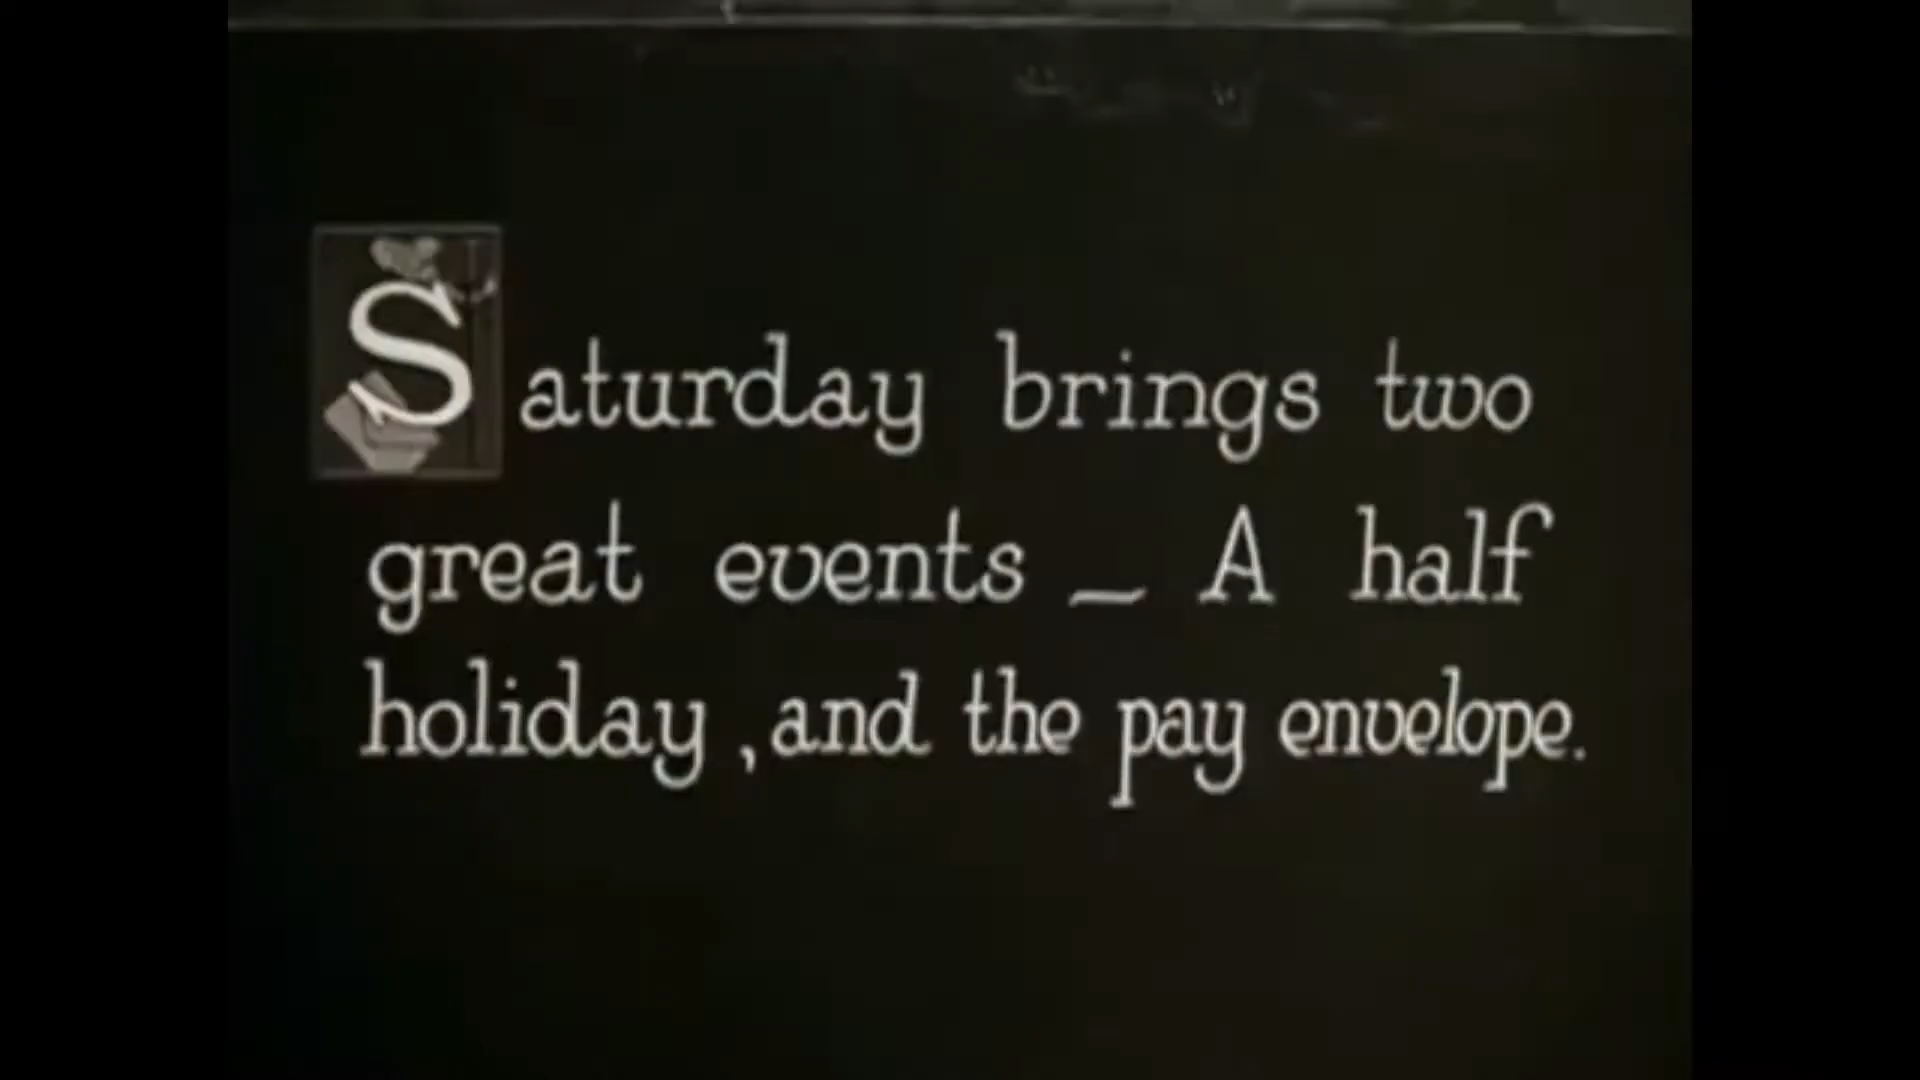 Saturday brings two
great events — A half
holiday, and the pay envelope.